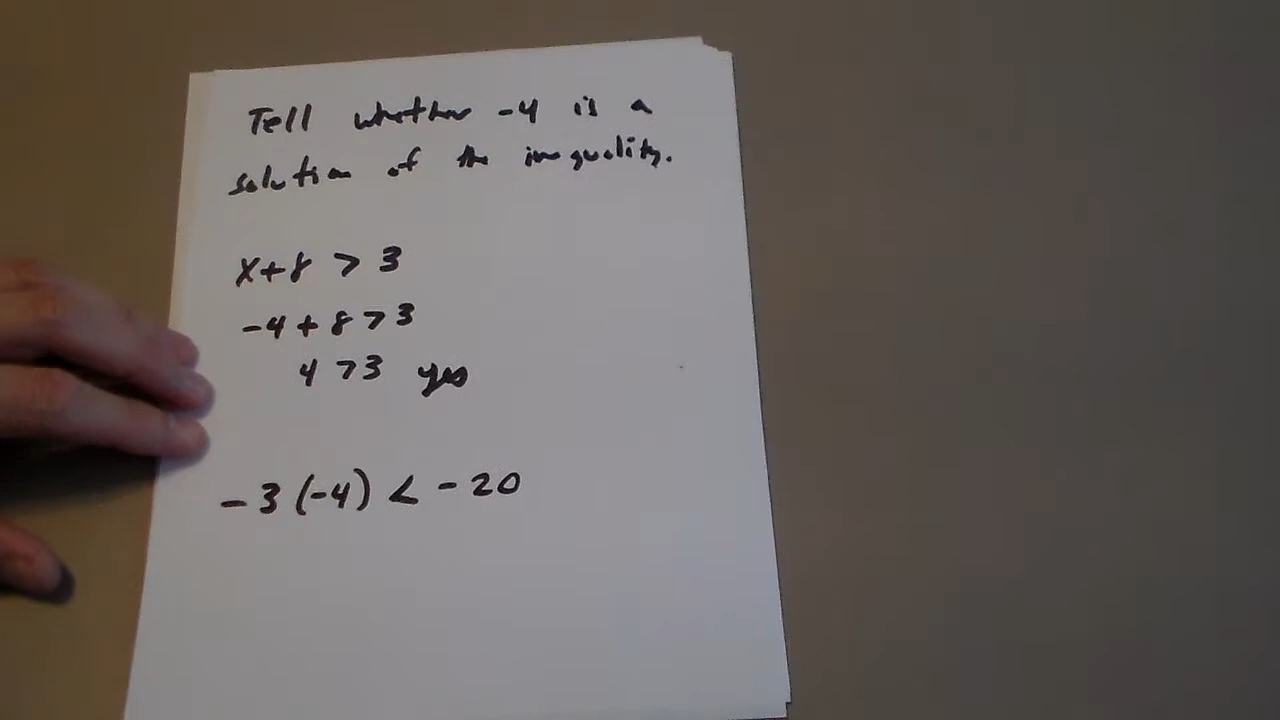 Tell whether -4 is a
solution of the inequality.
x+8 > 3
-4 + 8 > 3
4 > 3 yes
-3 (-4) < -20